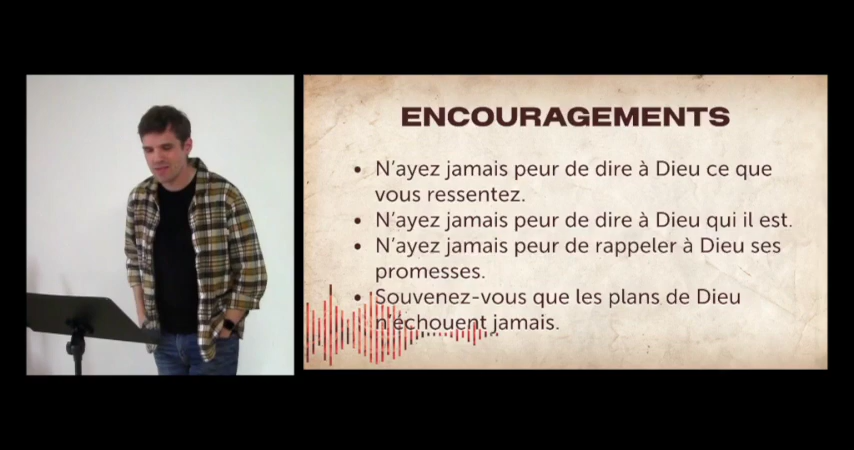 ENCOURAGEMENTS
• N'ayez jamais peur de dire à Dieu ce que
vous ressentez.
• N'ayez jamais peur de dire à Dieu qui il est.
• N'ayez jamais peur de rappeler à Dieu ses
promesses.
• Souvenez-vous que les plans de Dieu
n'échouent jamais.